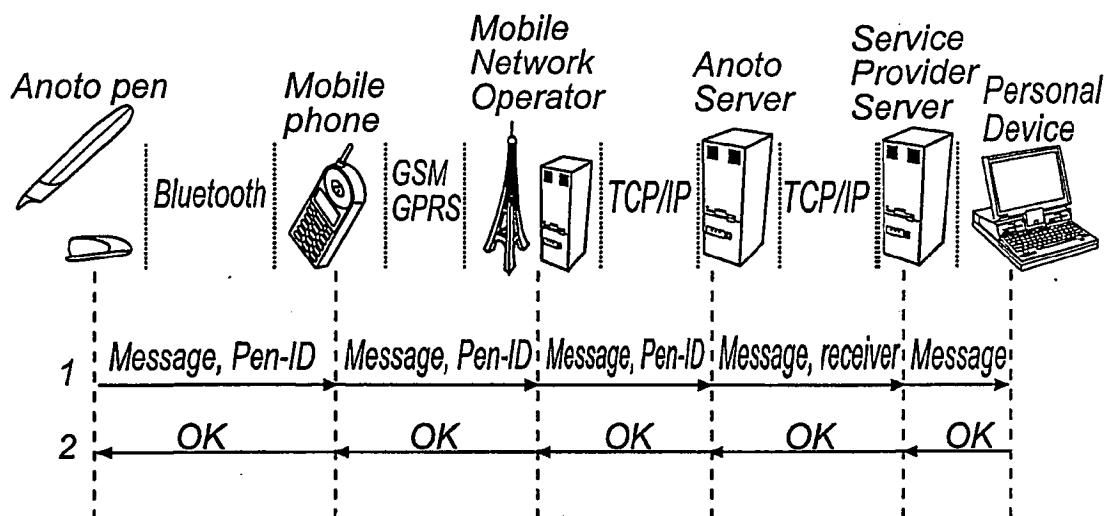 Anoto pen
Mobile
phone
Mobile
Network
Operator
Anoto
Server
Service
Provider
Server
Personal
Device
Bluetooth
GSM
GPRS
TCP/IP
TCP/IP
1 Message, Pen-ID Message, Pen-ID Message, Pen-ID Message, receiver Message
2 OK OK OK OK OK